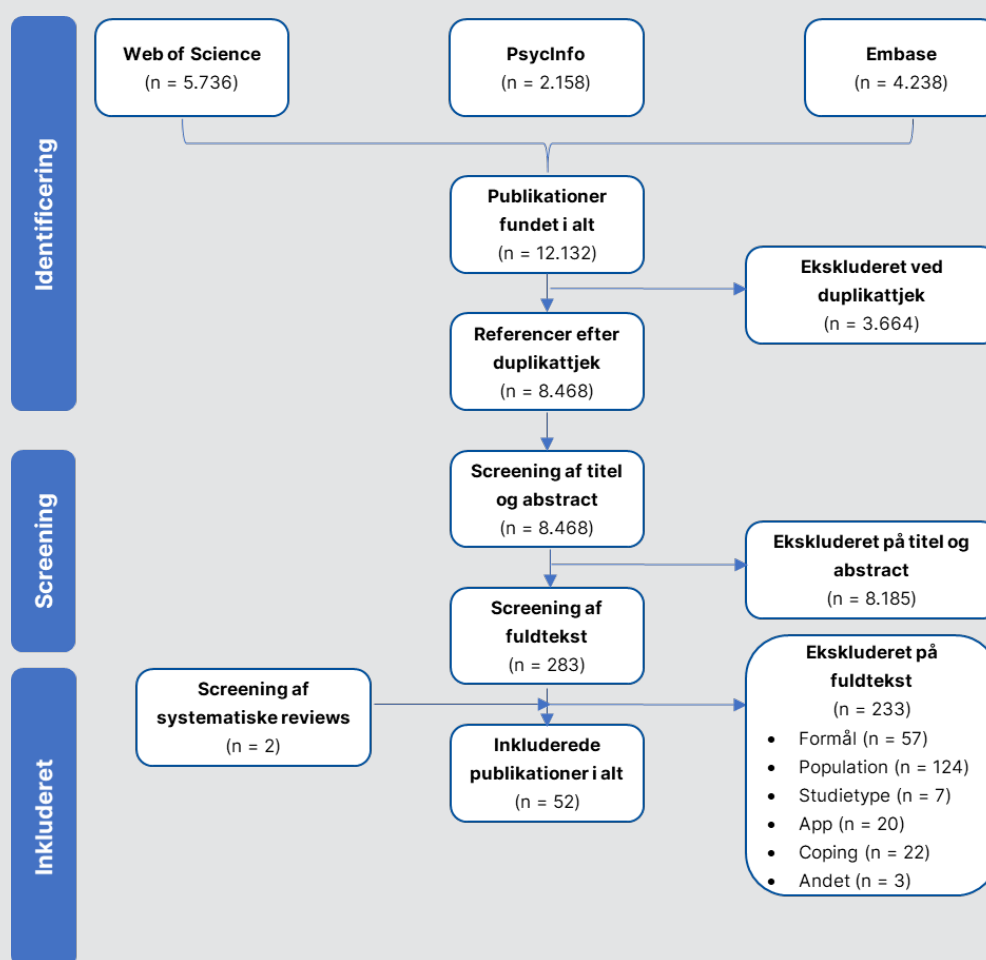 Identificering
Web of Science
(n = 5.736)
PsycInfo
(n = 2.158)
Embase
(n = 4.238)
Publikationer
fundet i alt
(n = 12.132)
Ekskluderet ved
duplikattjek
(n = 3.664)
Referencer efter
duplikattjek
(n = 8.468)
Screening
Screening af titel
og abstract
(n = 8.468)
Ekskluderet på titel og
abstract
(n = 8.185)
Screening af
fuldtekst
(n = 283)
Inkluderet
Screening af
systematiske reviews
(n = 2)
Ekskluderet på
fuldtekst
(n = 233)
• Formål (n = 57)
• Population (n = 124)
• Studietype (n = 7)
• App (n = 20)
• Coping (n = 22)
• Andet (n = 3)
Inkluderede
publikationer i alt
(n = 52)